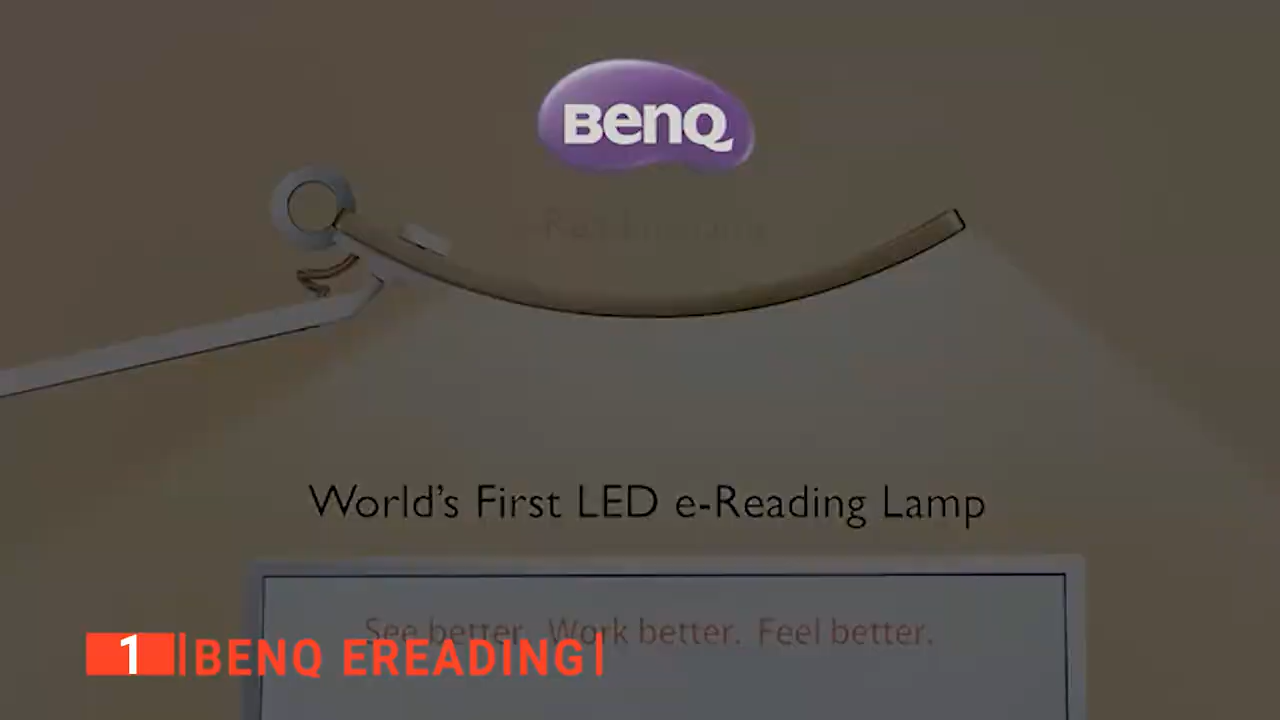 BenQ
World's First LED e-Reading Lamp
See better. Work better. Feel better.
1 BENQ EREADING